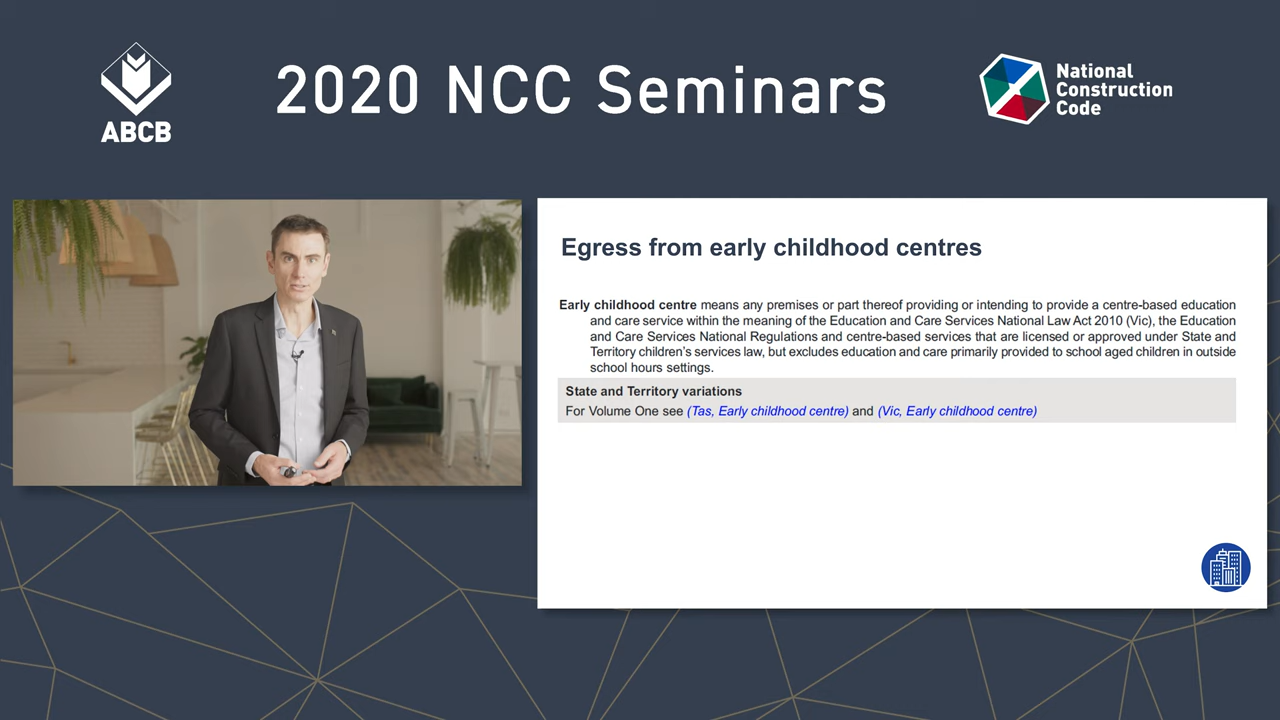 2020 NCC Seminars
ABCB
National
Construction
Code
Egress from early childhood centres
Early childhood centre means any premises or part thereof providing or intending to provide a centre-based education
and care service within the meaning of the Education and Care Services National Law Act 2010 (Vic), the Education
and Care Services National Regulations and centre-based services that are licensed or approved under State and
Territory children's services law, but excludes education and care primarily provided to school aged children in outside
school hours settings.
State and Territory variations
For Volume One see (Tas, Early childhood centre) and (Vic, Early childhood centre)